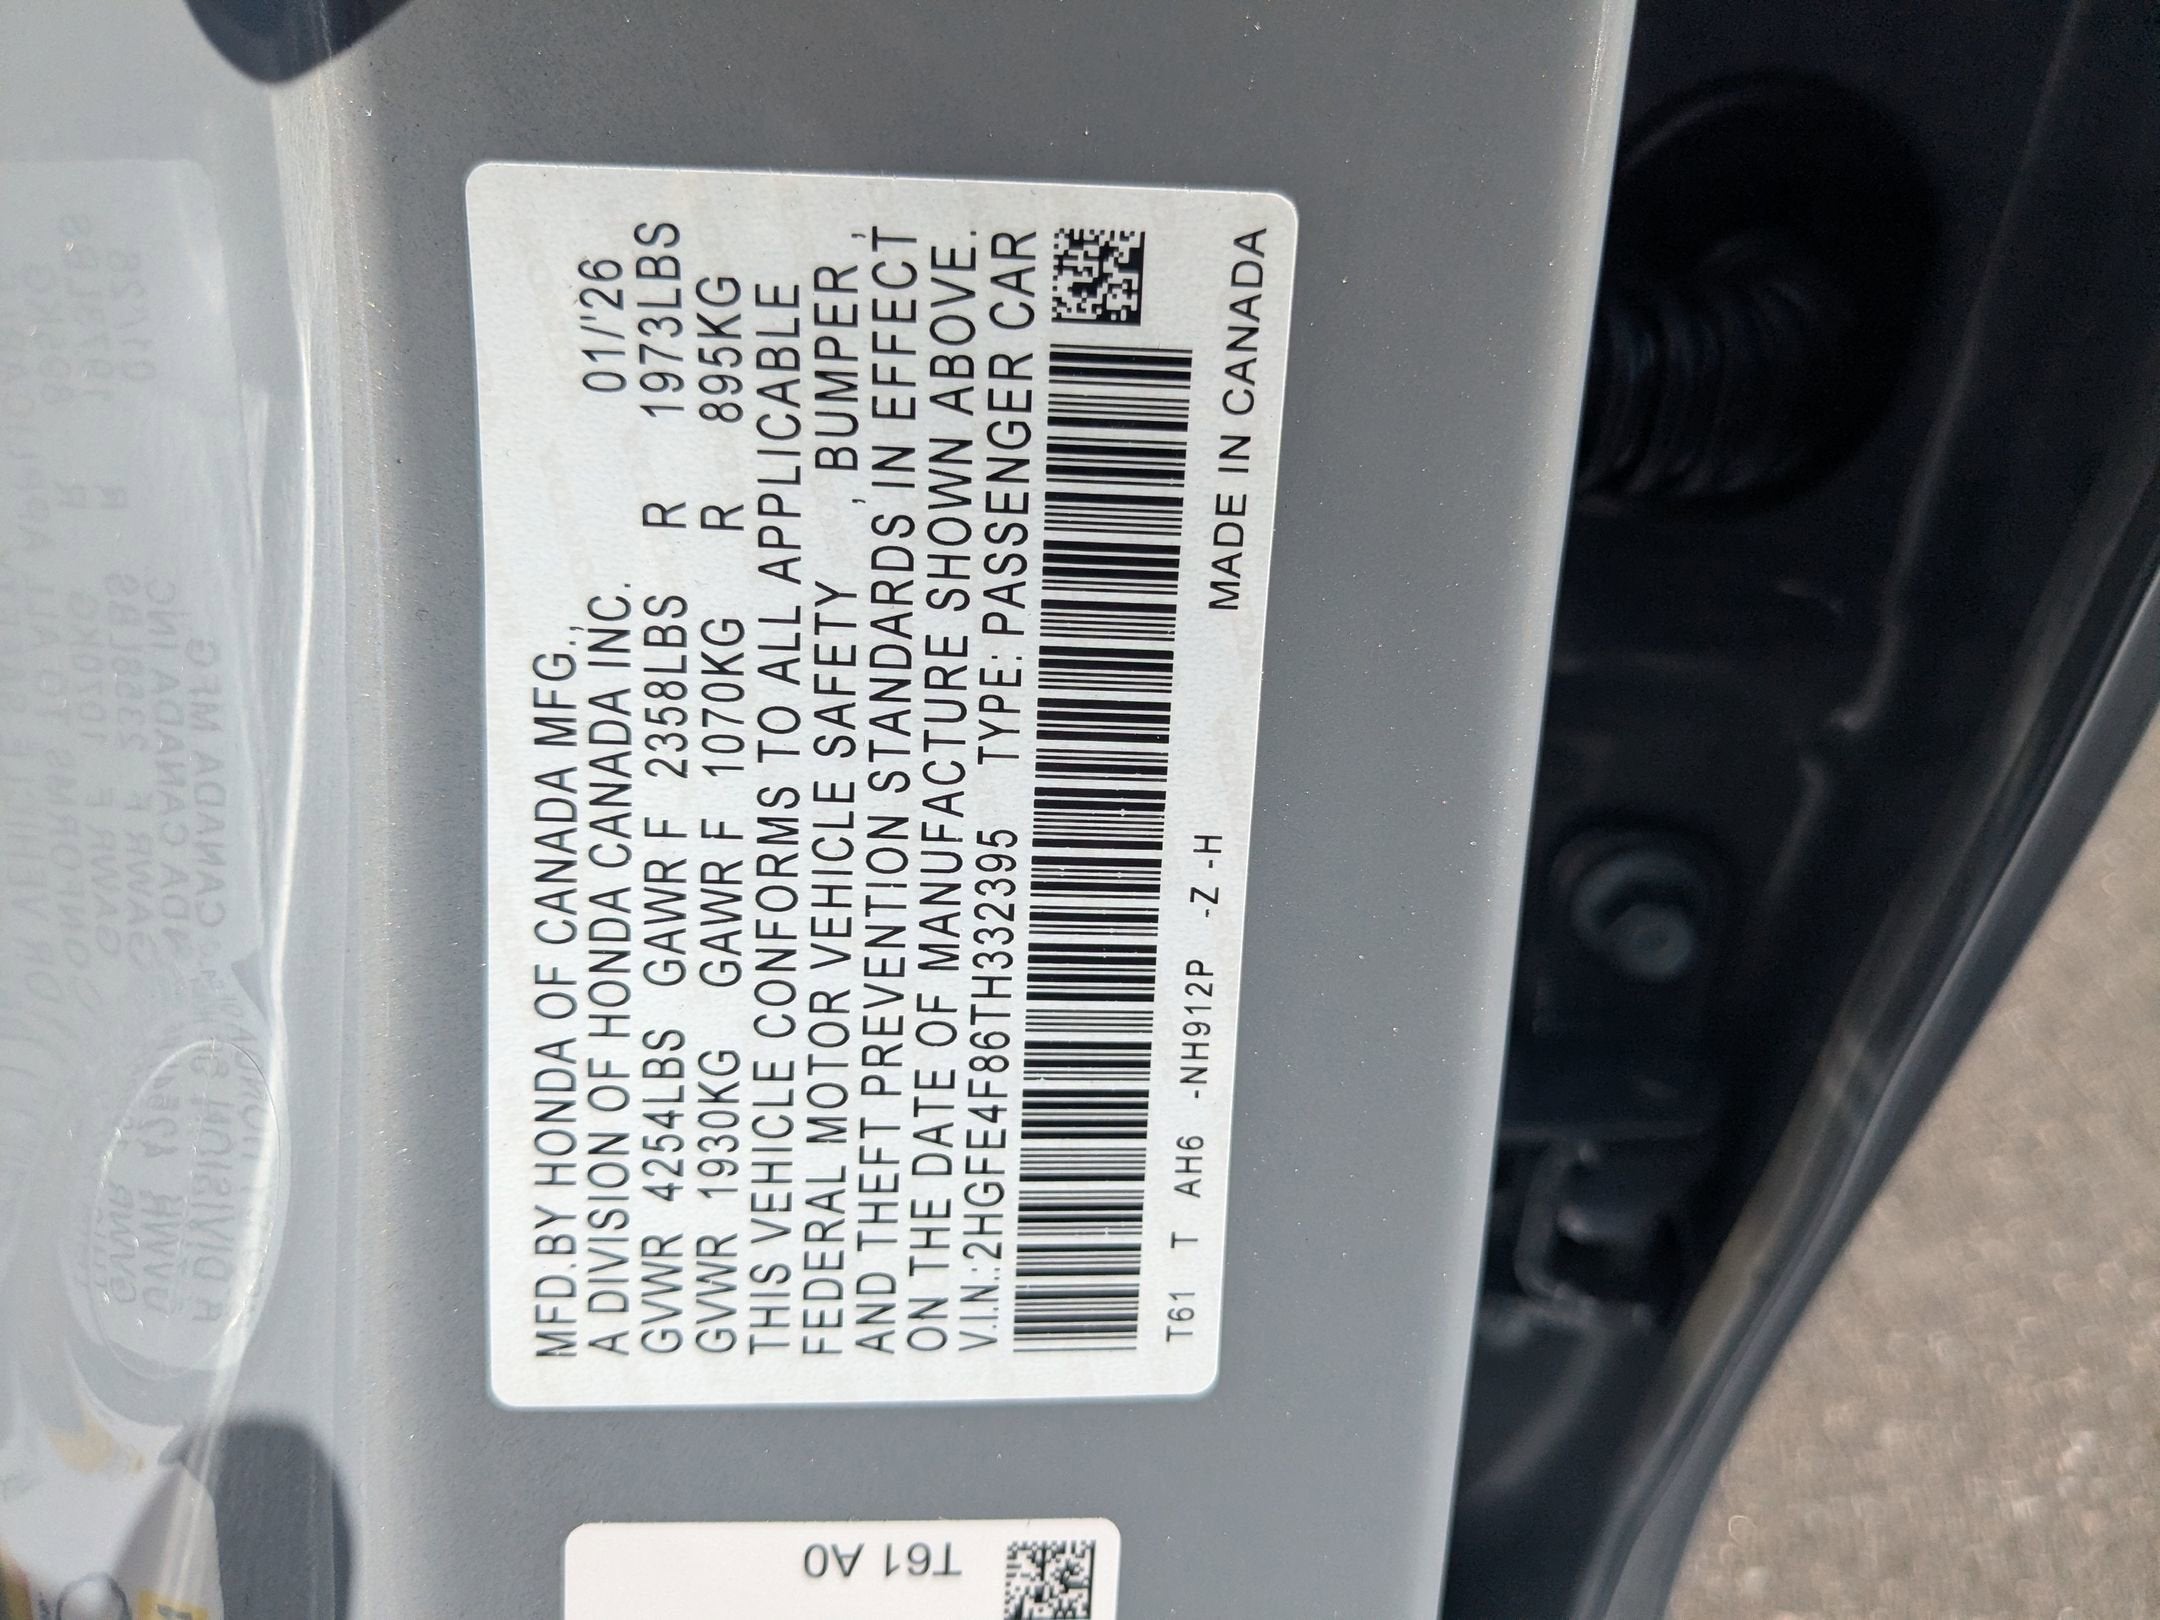 MFD.BY HONDA OF CANADA MFG.,
A DIVISION OF HONDA CANADA INC. 01/'26
GVWR 4254LBS GAWR F 2358LBS R 1973LBS
GVWR 1930KG GAWR F 1070KG R 895KG
THIS VEHICLE CONFORMS TO ALL APPLICABLE
FEDERAL MOTOR VEHICLE SAFETY , BUMPER ,
AND THEFT PREVENTION STANDARDS IN EFFECT
ON THE DATE OF MANUFACTURE SHOWN ABOVE.
V.I.N.:2HGFE4F86TH332395 TYPE: PASSENGER CAR
T61 T AH6 -NH912P -Z -H MADE IN CANADA
T61 A0